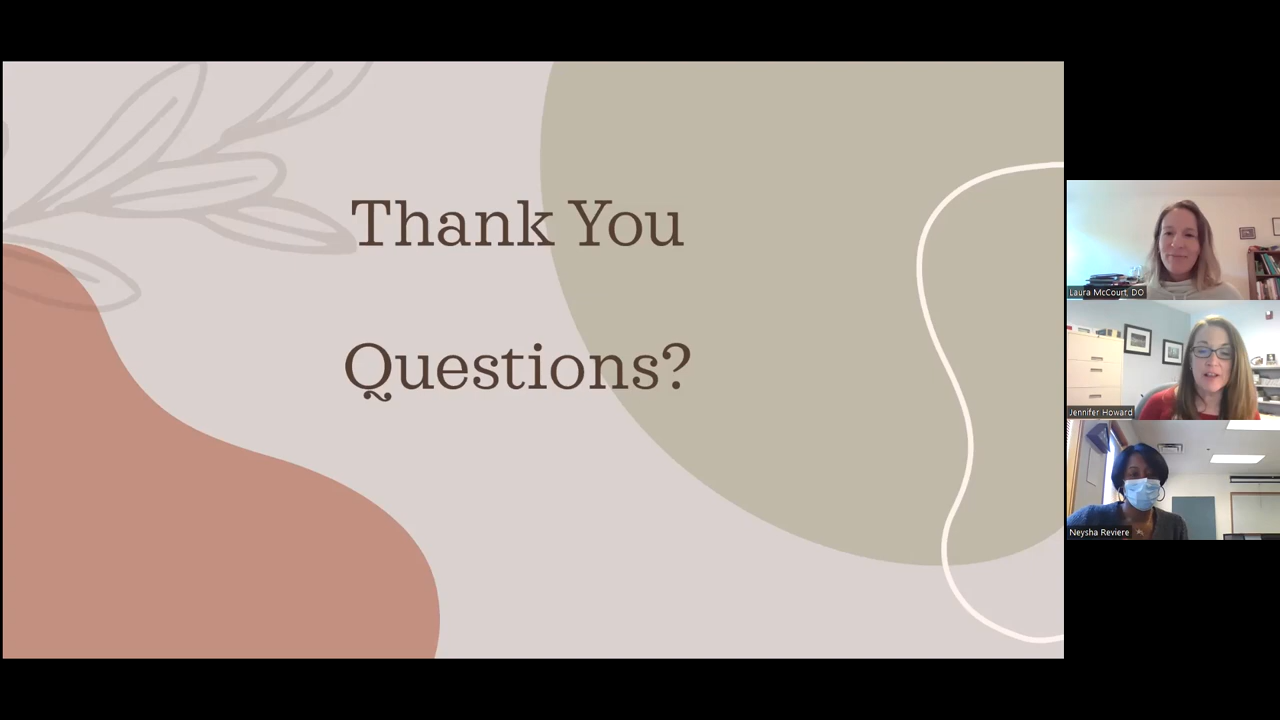 Thank You
Questions?
Laura McCourt, DO
Jennifer Howard
Neysha Reviere